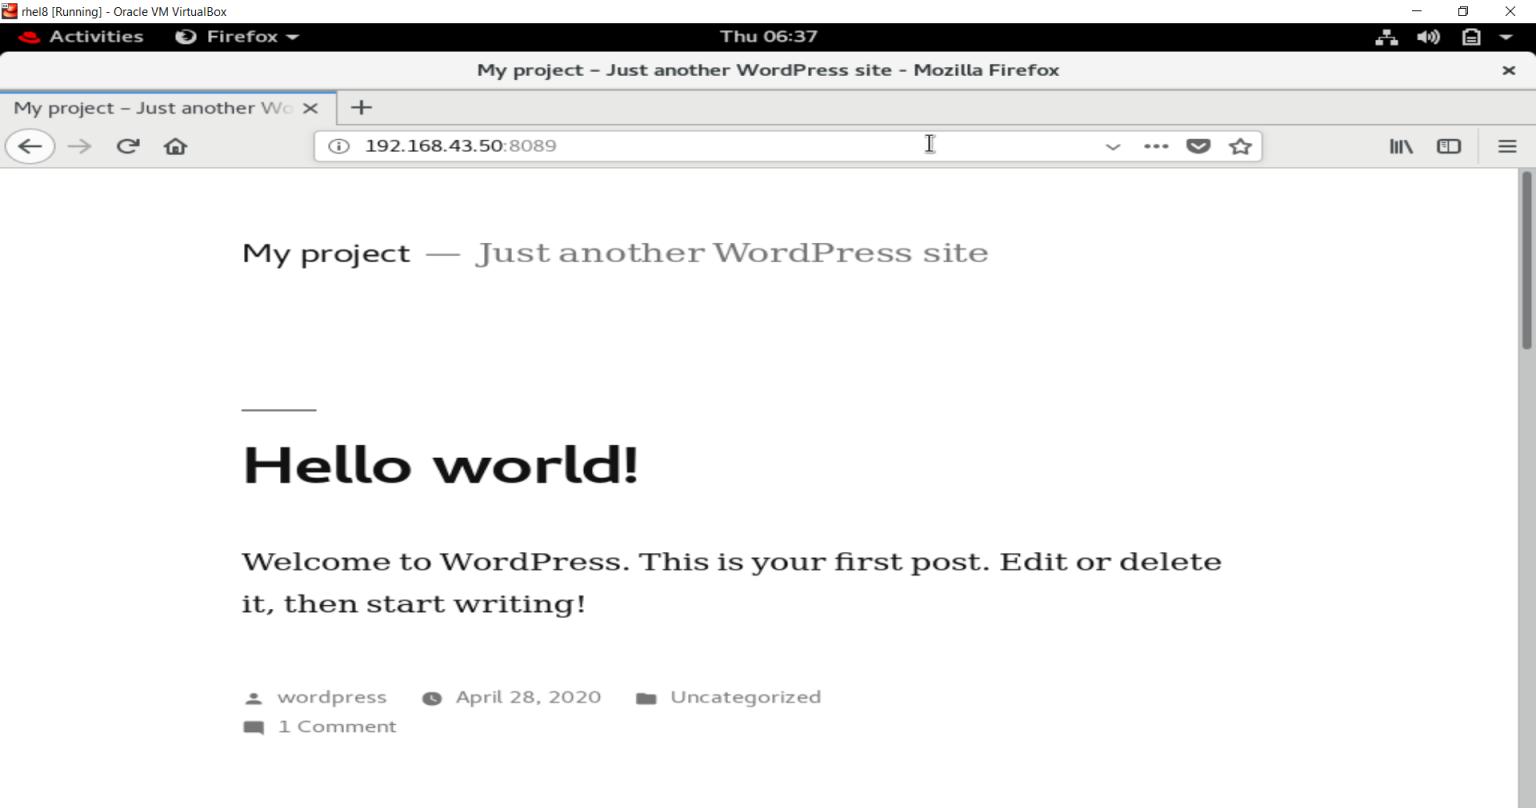 rhel8 [Running] - Oracle VM VirtualBox
Activities Firefox Thu 06:37
My project – Just another WordPress site - Mozilla Firefox
My project – Just another Wo
192.168.43.50:8089
My project — Just another WordPress site
Hello world!
Welcome to WordPress. This is your first post. Edit or delete
it, then start writing!
wordpress April 28, 2020 Uncategorized
1 Comment